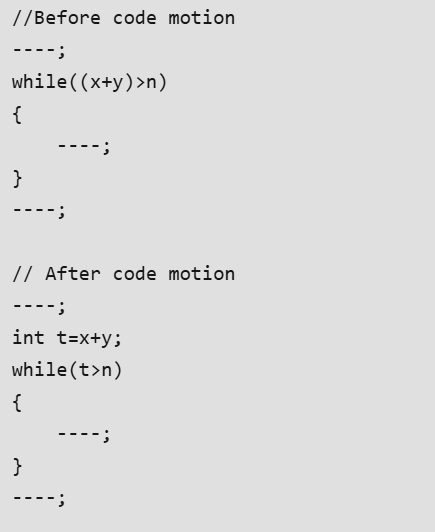 //Before code motion
----;
while((x+y)>n)
{
    ----;
}
----;

// After code motion
----;
int t=x+y;
while(t>n)
{
    ----;
}
----;